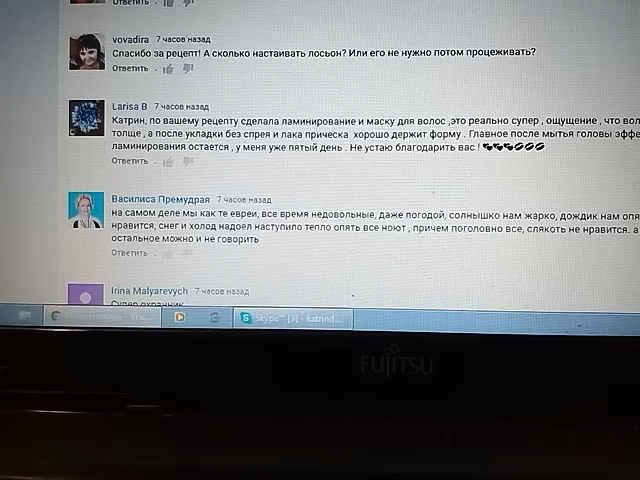 Ответить
vovadira 7 часов назад
Спасибо за рецепт! А сколько настаивать лосьон? Или его не нужно потом процеживать?
Ответить
Larisa B 7 часов назад
Катрин, по вашему рецепту сделала ламинирование и маску для волос ,это реально супер , ощущение , что вол
толще , а после укладки без спрея и лака прическа хорошо держит форму . Главное после мытья головы эффе
ламинирования остается , у меня уже пятый день . Не устаю благодарить вас !
Ответить
Василиса Премудрая 7 часов назад
на самом деле мы как те евреи, все время недовольные, даже погодой, солнышко нам жарко, дождик нам опя
нравится, снег и холод надоел наступило тепло опять все ноют , причем поголовно все, слякоть не нравится. а
остальное можно и не говорить
Ответить
Irina Malyarevych 7 часов назад
Супер охранник
Skype™ [3] - katrind...
FUJITSU